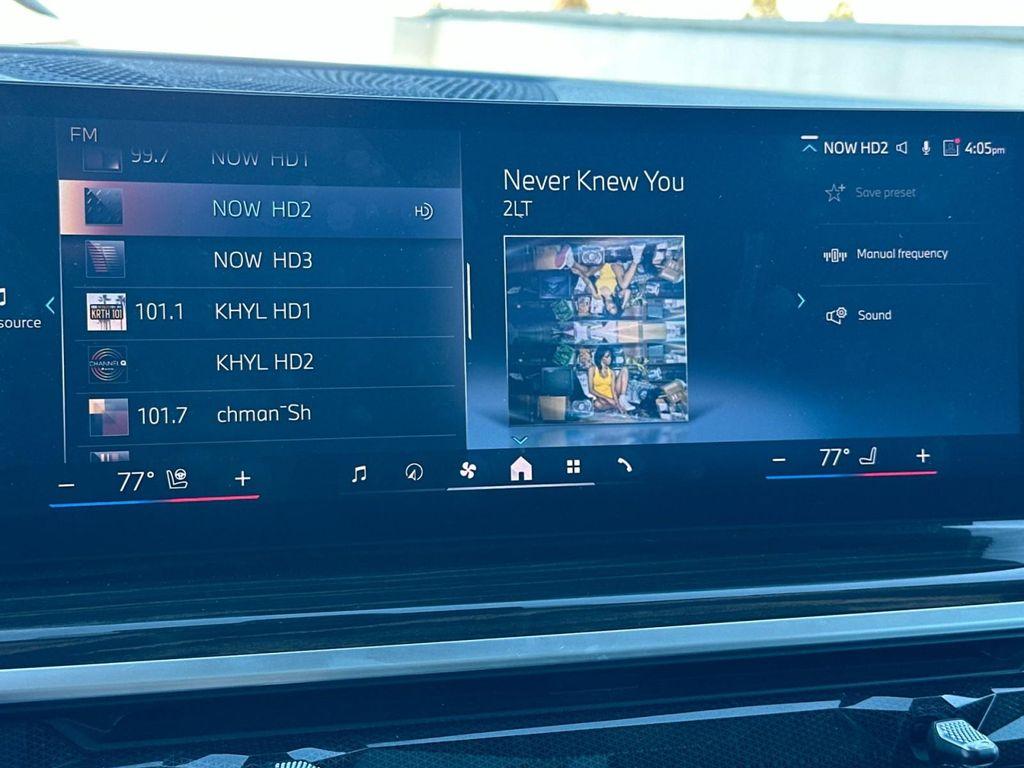 FM
99.7 NOW HD1
NOW HD2
NOW HD3
KRTH 101
101.1 KHYL HD1
CHANNEL Q
KHYL HD2
101.7 chman¯Sh
source
Never Knew You
2LT
NOW HD2 4:05pm
Save preset
Manual frequency
Sound
− 77° +
− 77° +